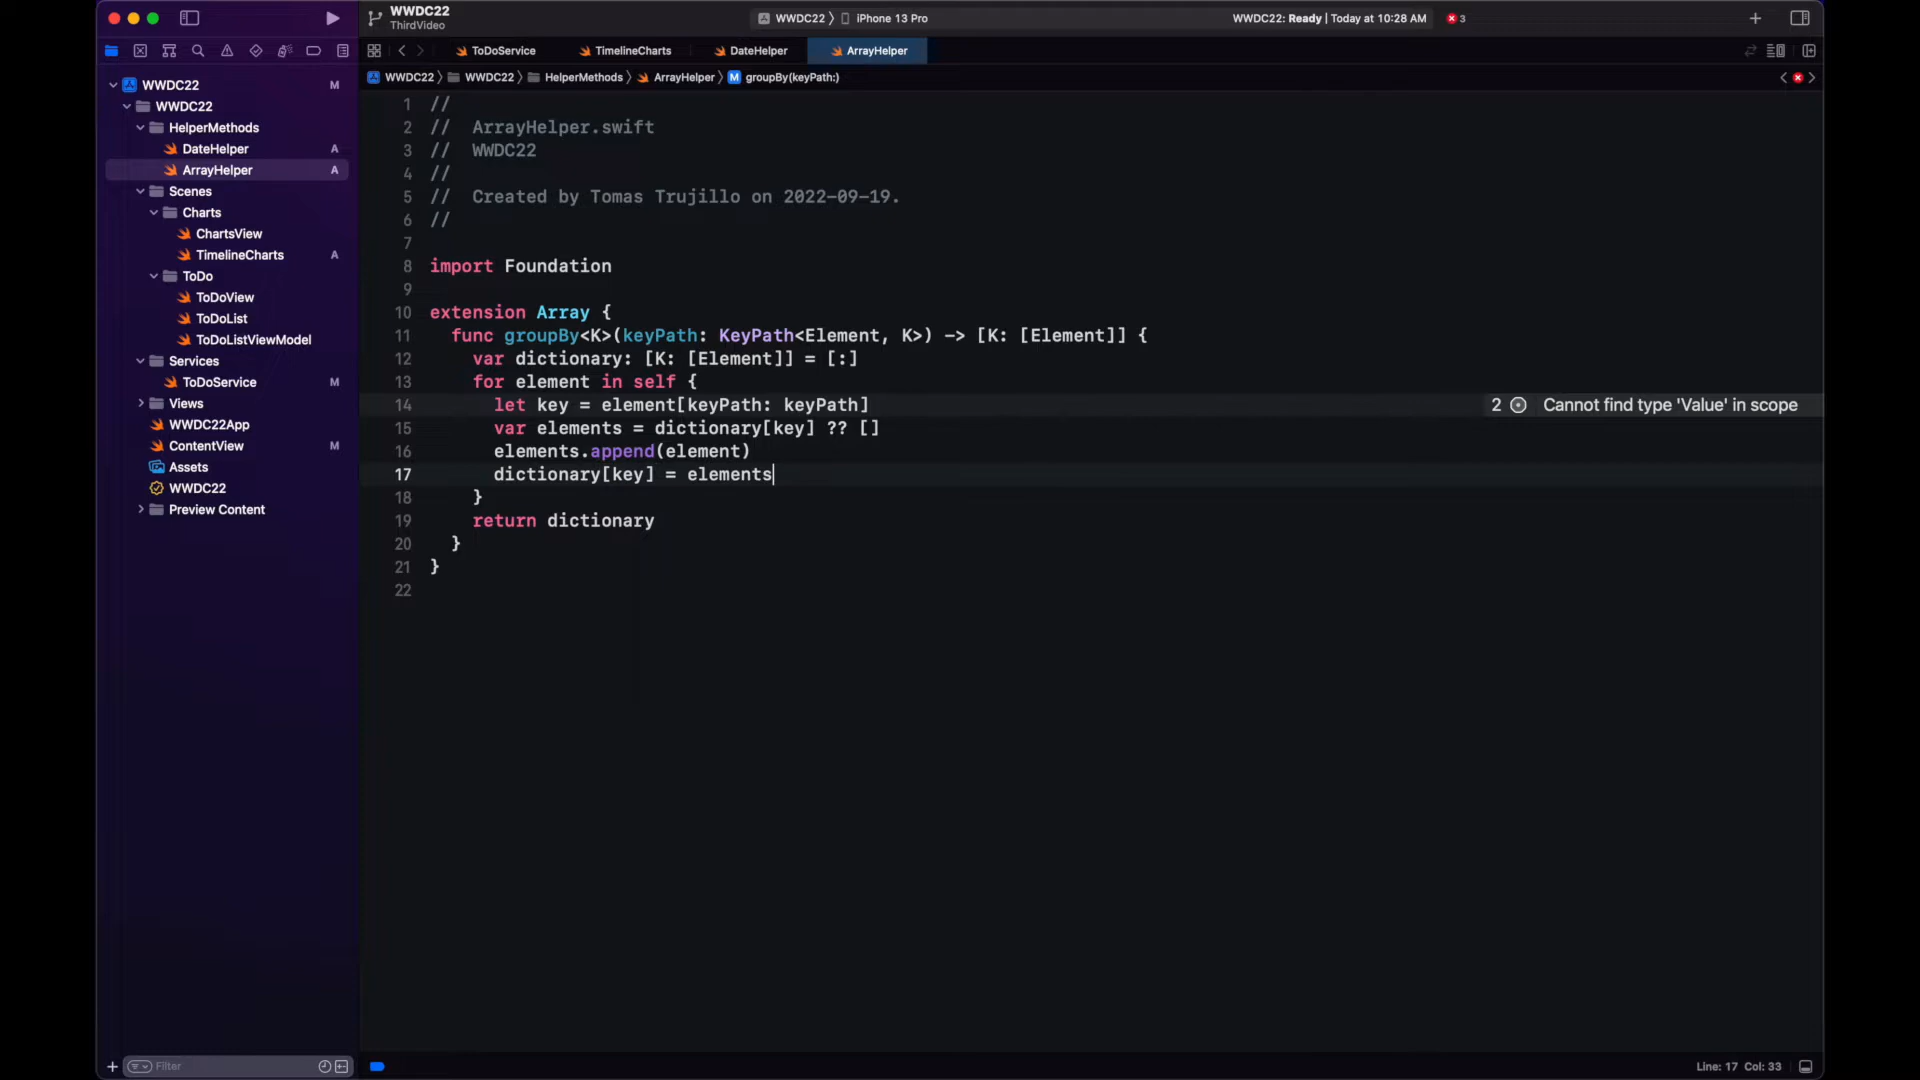 WWDC22
ThirdVideo
WWDC22 iPhone 13 Pro
WWDC22: Ready | Today at 10:28 AM
3
ToDoService
TimelineCharts
DateHelper
ArrayHelper
WWDC22 WWDC22 HelperMethods ArrayHelper M groupBy(keyPath:)
WWDC22 M
WWDC22
HelperMethods
DateHelper A
ArrayHelper A
Scenes
Charts
ChartsView
TimelineCharts A
ToDo
ToDoView
ToDoList
ToDoListViewModel
Services
ToDoService M
Views
WWDC22App
ContentView M
Assets
WWDC22
Preview Content
Filter
1 //
2 //  ArrayHelper.swift
3 //  WWDC22
4 //
5 //  Created by Tomas Trujillo on 2022-09-19.
6 //
7
8 import Foundation
9
10 extension Array {
11   func groupBy<K>(keyPath: KeyPath<Element, K>) -> [K: [Element]] {
12     var dictionary: [K: [Element]] = [:]
13     for element in self {
14       let key = element[keyPath: keyPath]
2 Cannot find type 'Value' in scope
15       var elements = dictionary[key] ?? []
16       elements.append(element)
17       dictionary[key] = elements
18     }
19     return dictionary
20   }
21 }
22
Line: 17 Col: 33